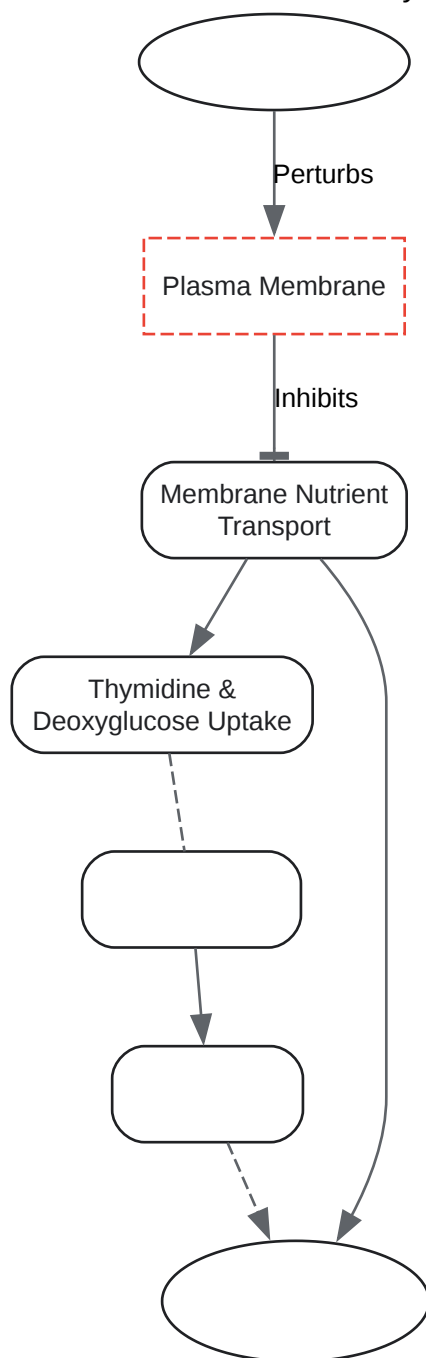 Perturbs
Plasma Membrane
Inhibits
Membrane Nutrient
Transport
Thymidine &
Deoxyglucose Uptake